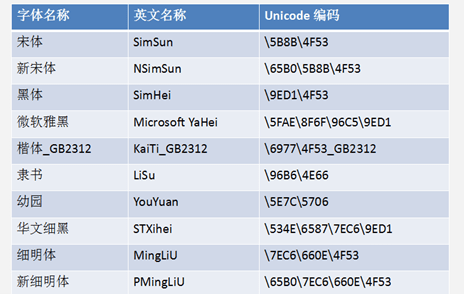 字体名称 英文名称 Unicode 编码
宋体 SimSun \5B8B\4F53
新宋体 NSimSun \65B0\5B8B\4F53
黑体 SimHei \9ED1\4F53
微软雅黑 Microsoft YaHei \5FAE\8F6F\96C5\9ED1
楷体_GB2312 KaiTi_GB2312 \6977\4F53_GB2312
隶书 LiSu \96B6\4E66
幼园 YouYuan \5E7C\5706
华文细黑 STXihei \534E\6587\7EC6\9ED1
细明体 MingLiU \7EC6\660E\4F53
新细明体 PMingLiU \65B0\7EC6\660E\4F53